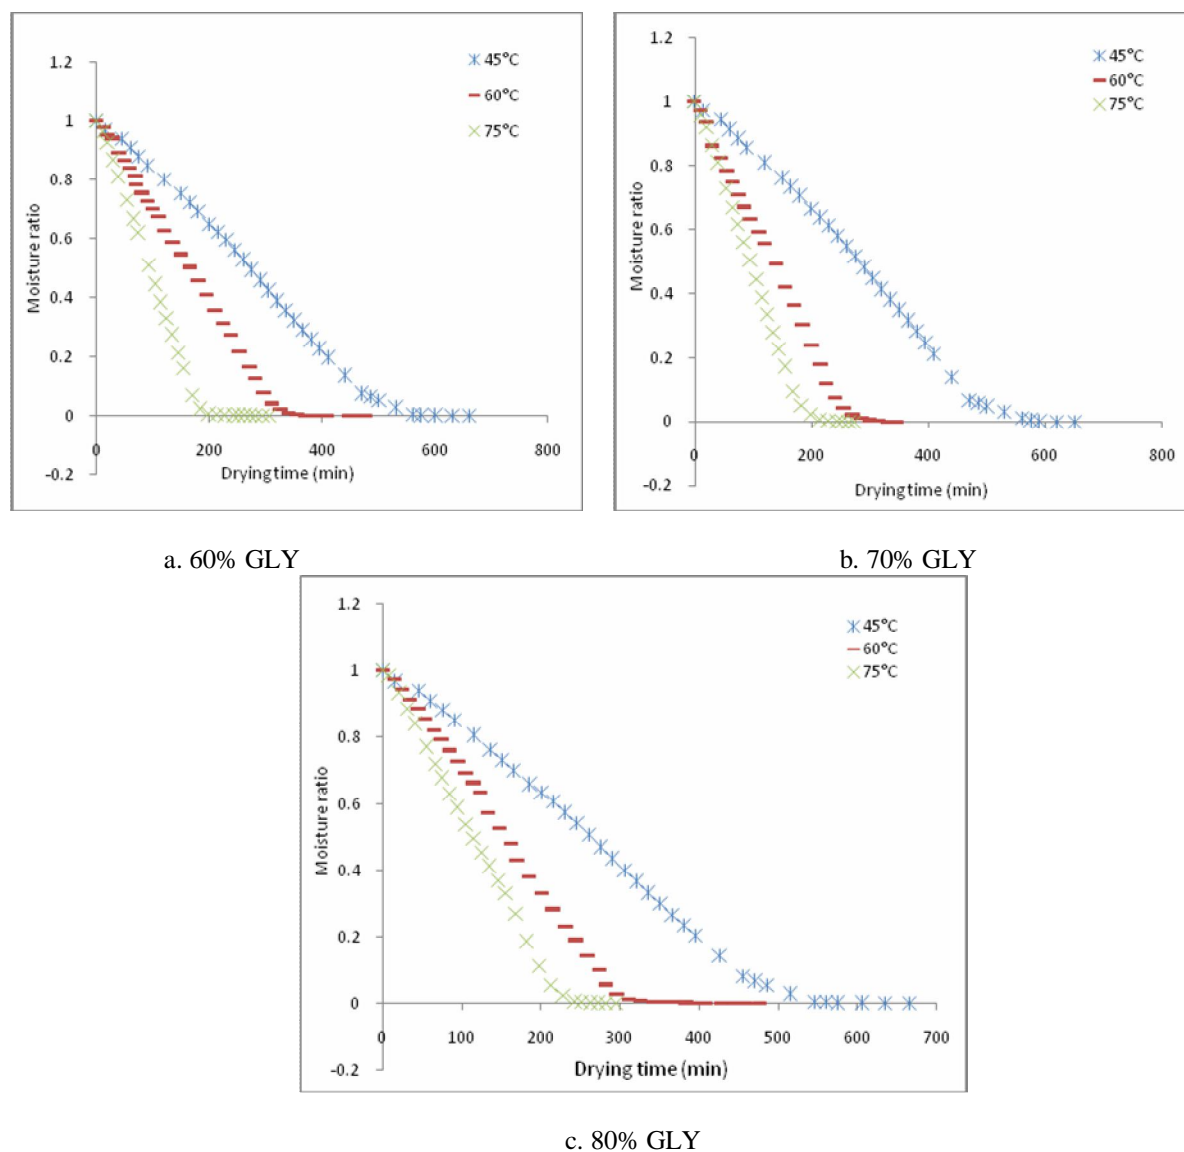 1.2
1
0.8
0.6
0.4
0.2
0
-0.2
Moisture ratio
0 200 400 600 800
Drying time (min)
45°C
60°C
75°C
1.2
1
0.8
0.6
0.4
0.2
0
-0.2
Moisture ratio
0 200 400 600 800
Drying time (min)
45°C
60°C
75°C
a. 60% GLY
b. 70% GLY
1.2
1
0.8
0.6
0.4
0.2
0
-0.2
Moisture ratio
0 100 200 300 400 500 600 700
Drying time (min)
45°C
60°C
75°C
c. 80% GLY